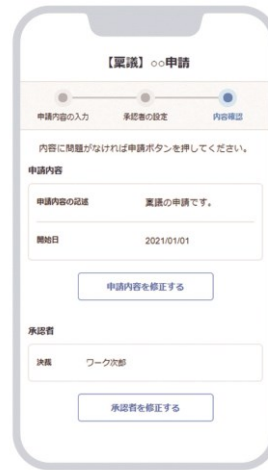 【稟議】○○申請
申請内容の入力 承認者の設定 内容確認
内容に問題がなければ申請ボタンを押してください。
申請内容
申請内容の記述 稟議の申請です。
開始日 2021/01/01
申請内容を修正する
承認者
決裁 ワーク次郎
承認者を修正する